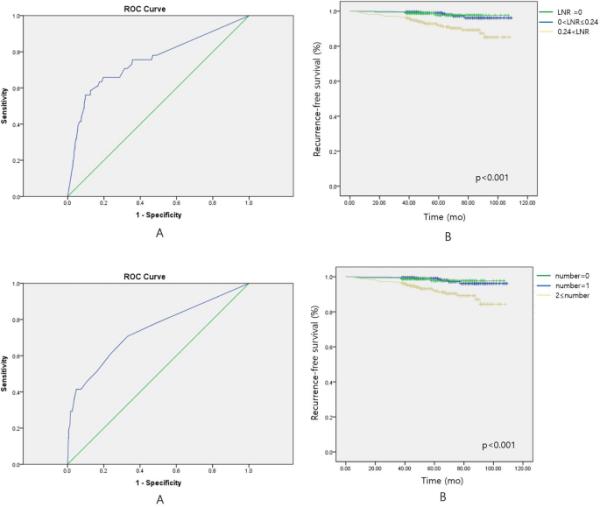 ROC Curve
Sensitivity
1.0
0.8
0.6
0.4
0.2
0.0
0.0 0.2 0.4 0.6 0.8 1.0
1 - Specificity
A
Recurrence-free survival (%)
1.0
0.8
0.6
0.4
0.2
0.0
.00 20.00 40.00 60.00 80.00 100.00 120.00
p<0.001
Time (mo)
LNR =0
0<LNR≤0.24
0.24<LNR
B
ROC Curve
Sensitivity
1.0
0.8
0.6
0.4
0.2
0.0
0.0 0.2 0.4 0.6 0.8 1.0
1 - Specificity
A
Recurrence-free survival (%)
1.0
0.8
0.6
0.4
0.2
0.0
0.00 20.00 40.00 60.00 80.00 100.00 120.00
p<0.001
Time (mo)
number=0
number=1
2≤number
B